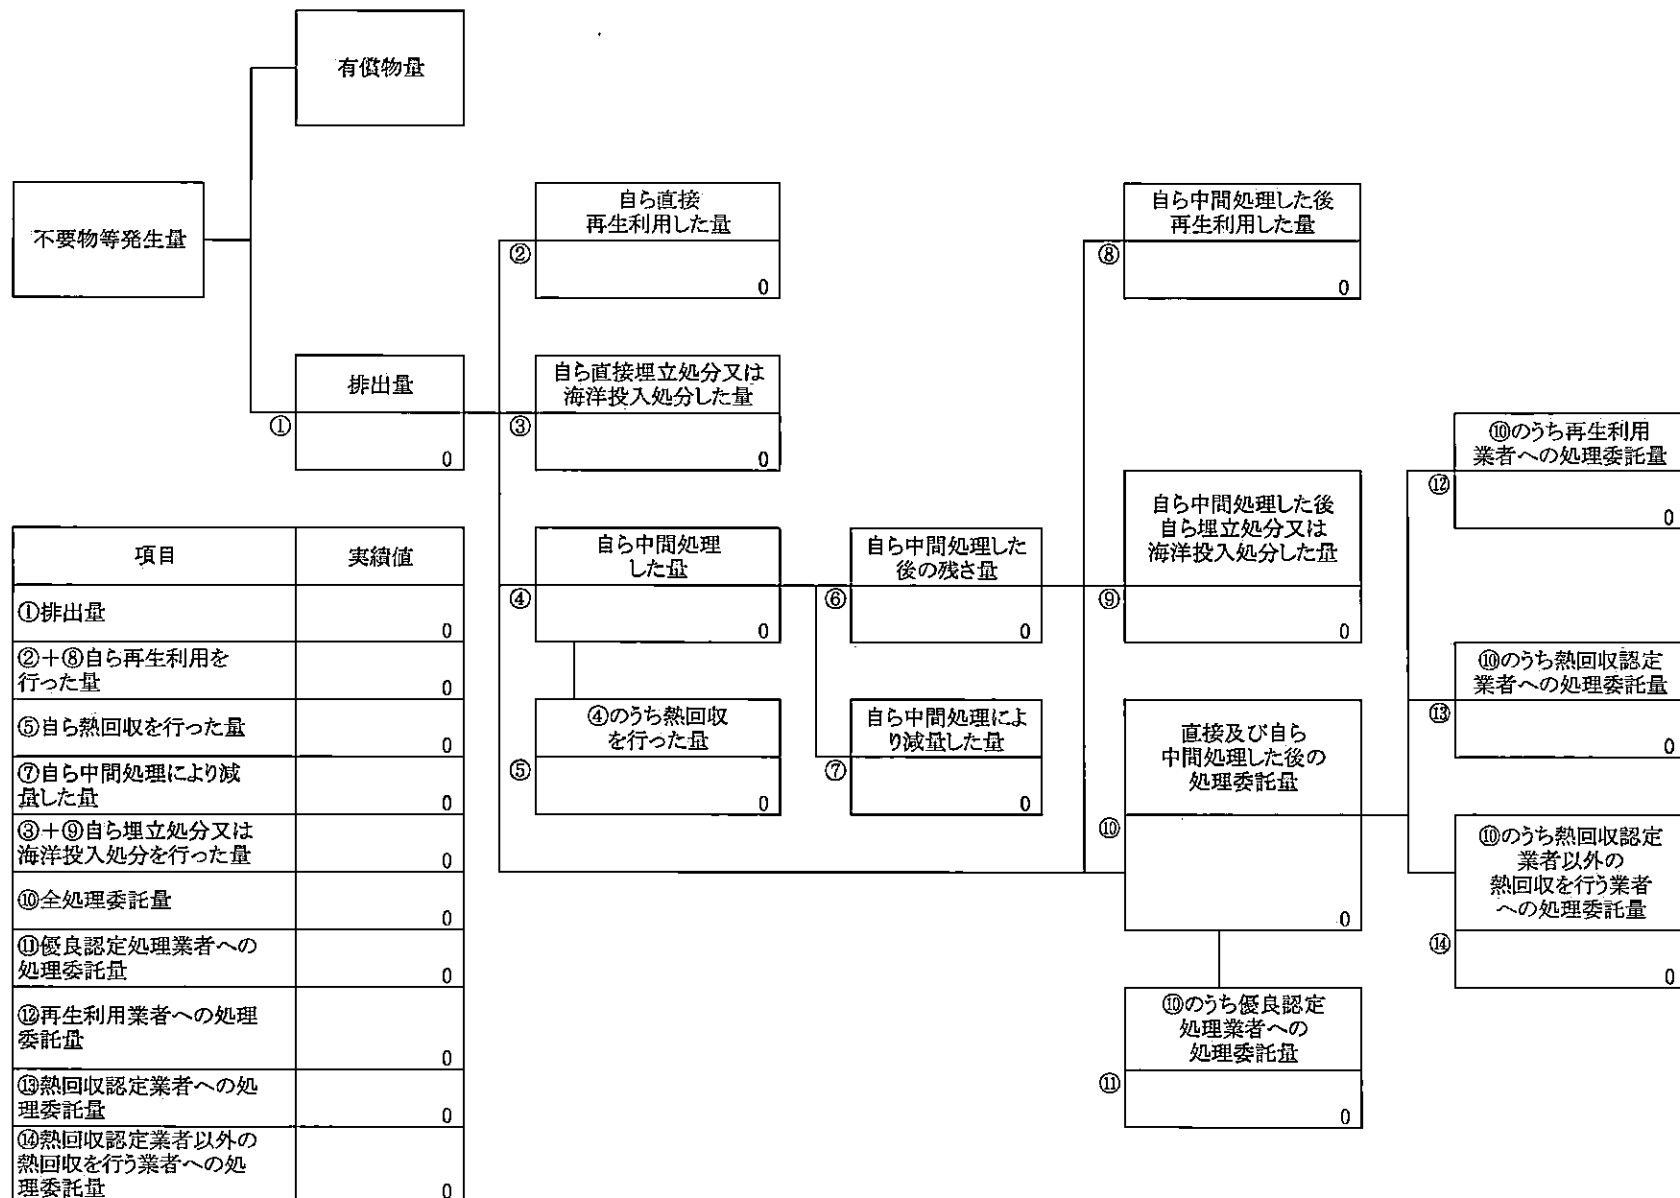 有償物量
不要物等発生量
自ら直接
再生利用した量
②
0
自ら中間処理した後
再生利用した量
⑧
0
排出量
①
0
自ら直接埋立処分又は
海洋投入処分した量
③
0
⑩のうち再生利用
業者への処理委託量
⑫
0
自ら中間処理
した量
④
0
自ら中間処理した
後の残さ量
⑥
0
自ら中間処理した後
自ら埋立処分又は
海洋投入処分した量
⑨
0
⑩のうち熱回収認定
業者への処理委託量
⑬
0
④のうち熱回収
を行った量
⑤
0
自ら中間処理によ
り減量した量
⑦
0
直接及び自ら
中間処理した後の
処理委託量
⑩
0
⑩のうち熱回収認定
業者以外の
熱回収を行う業者
への処理委託量
⑭
0
⑩のうち優良認定
処理業者への
処理委託量
⑪
0
項目 実績値
①排出量
0
②+⑧自ら再生利用を
行った量
0
⑤自ら熱回収を行った量
0
⑦自ら中間処理により減
量した量
0
③+⑨自ら埋立処分又は
海洋投入処分を行った量
0
⑩全処理委託量
0
⑪優良認定処理業者への
処理委託量
0
⑫再生利用業者への処理
委託量
0
⑬熱回収認定業者への処
理委託量
0
⑭熱回収認定業者以外の
熱回収を行う業者への処
理委託量
0